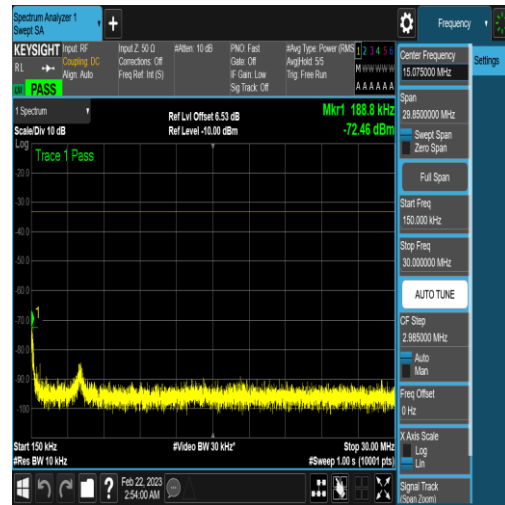 Spectrum Analyzer 1
Swept SA
Frequency
KEYSIGHT
RL
PASS
Input: RF
Coupling: DC
Align: Auto
Input Z: 50 Ω
Corrections: Off
Freq Ref: Int (S)
#Atten: 10 dB
PNO: Fast
Gate: Off
IF Gain: Low
Sig Track: Off
#Avg Type: Power (RMS
Avg|Hold: 5/5
Trig: Free Run
1 2 3 4 5 6
M W W W W W
A A A A A A
Settings
Center Frequency
15.075000 MHz
Span
29.8500000 MHz
Swept Span
Zero Span
Full Span
Start Freq
150.000 kHz
Stop Freq
30.000000 MHz
AUTO TUNE
CF Step
2.985000 MHz
Auto
Man
Freq Offset
0 Hz
X Axis Scale
Log
Lin
Signal Track
(Span Zoom)
1 Spectrum
Scale/Div 10 dB
Ref Lvl Offset 6.53 dB
Ref Level -10.00 dBm
Mkr1 188.8 kHz
-72.46 dBm
Log
Trace 1 Pass
-20.0
-30.0
-40.0
-50.0
-60.0
-70.0
1
-80.0
-90.0
-100
Start 150 kHz
#Res BW 10 kHz
#Video BW 30 kHz*
Stop 30.00 MHz
#Sweep 1.00 s (10001 pts)
?
Feb 22, 2023
2:54:00 AM